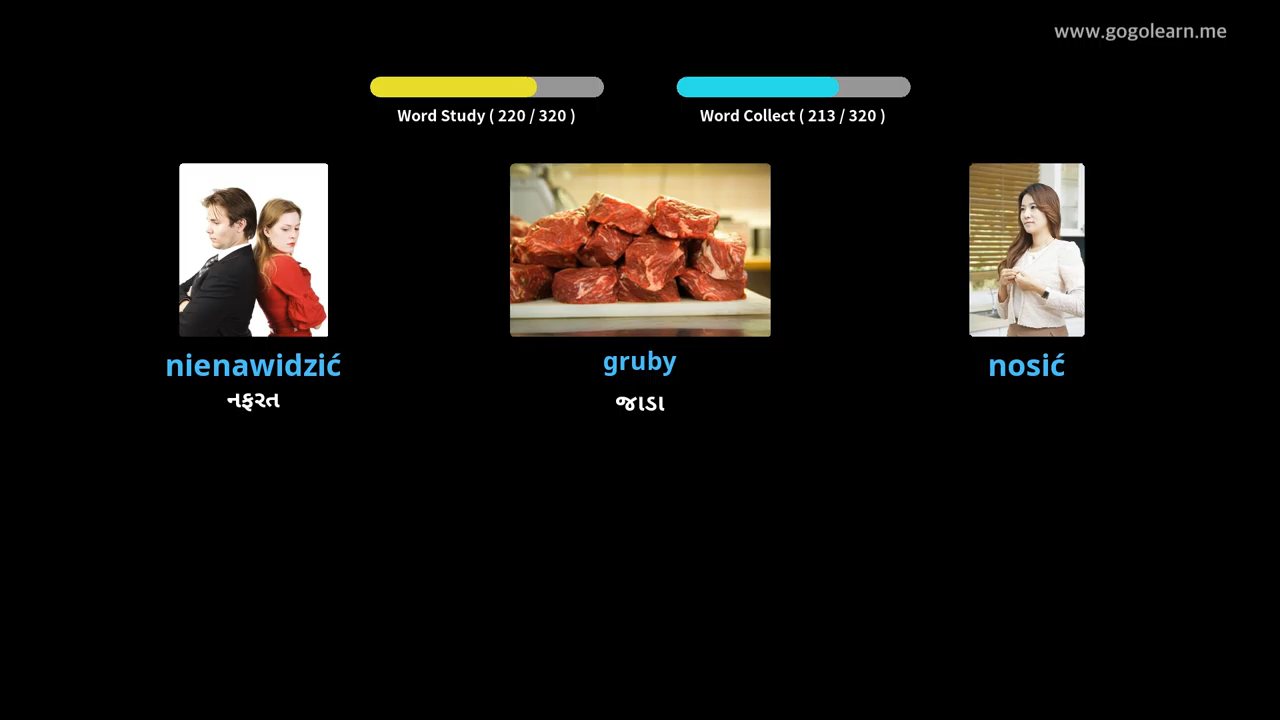 www.gogolearn.me
Word Study ( 220 / 320 )
Word Collect ( 213 / 320 )
nienawidzić
gruby
nosić
નફરત
જાડા